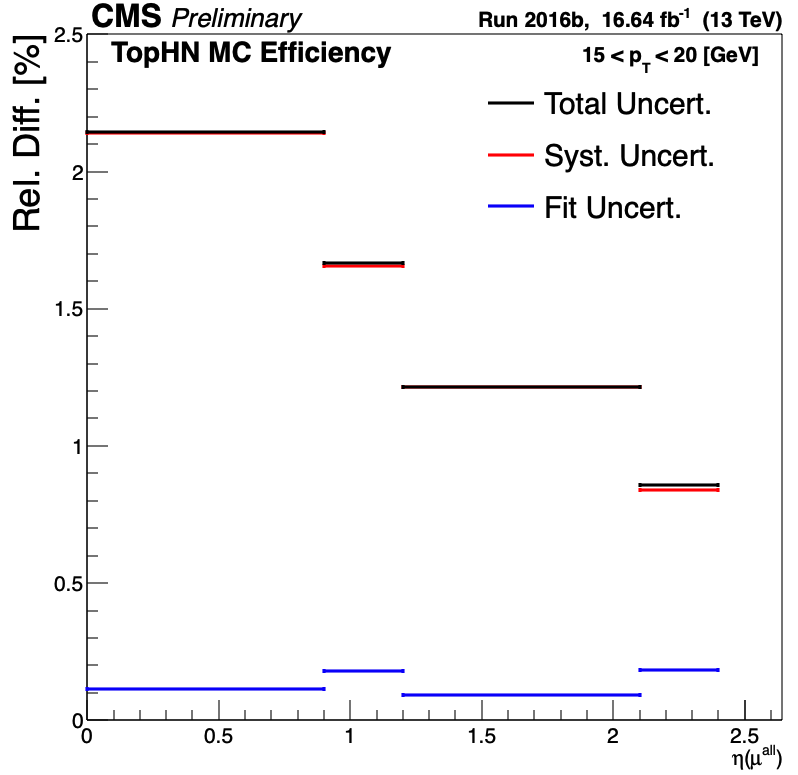 CMS Preliminary
Run 2016b, 16.64 fb⁻¹ (13 TeV)
TopHN MC Efficiency
15 < p_T < 20 [GeV]
Total Uncert.
Syst. Uncert.
Fit Uncert.
Rel. Diff. [%]
2.5
2
1.5
1
0.5
0
0 0.5 1 1.5 2 2.5
η(μ^all)